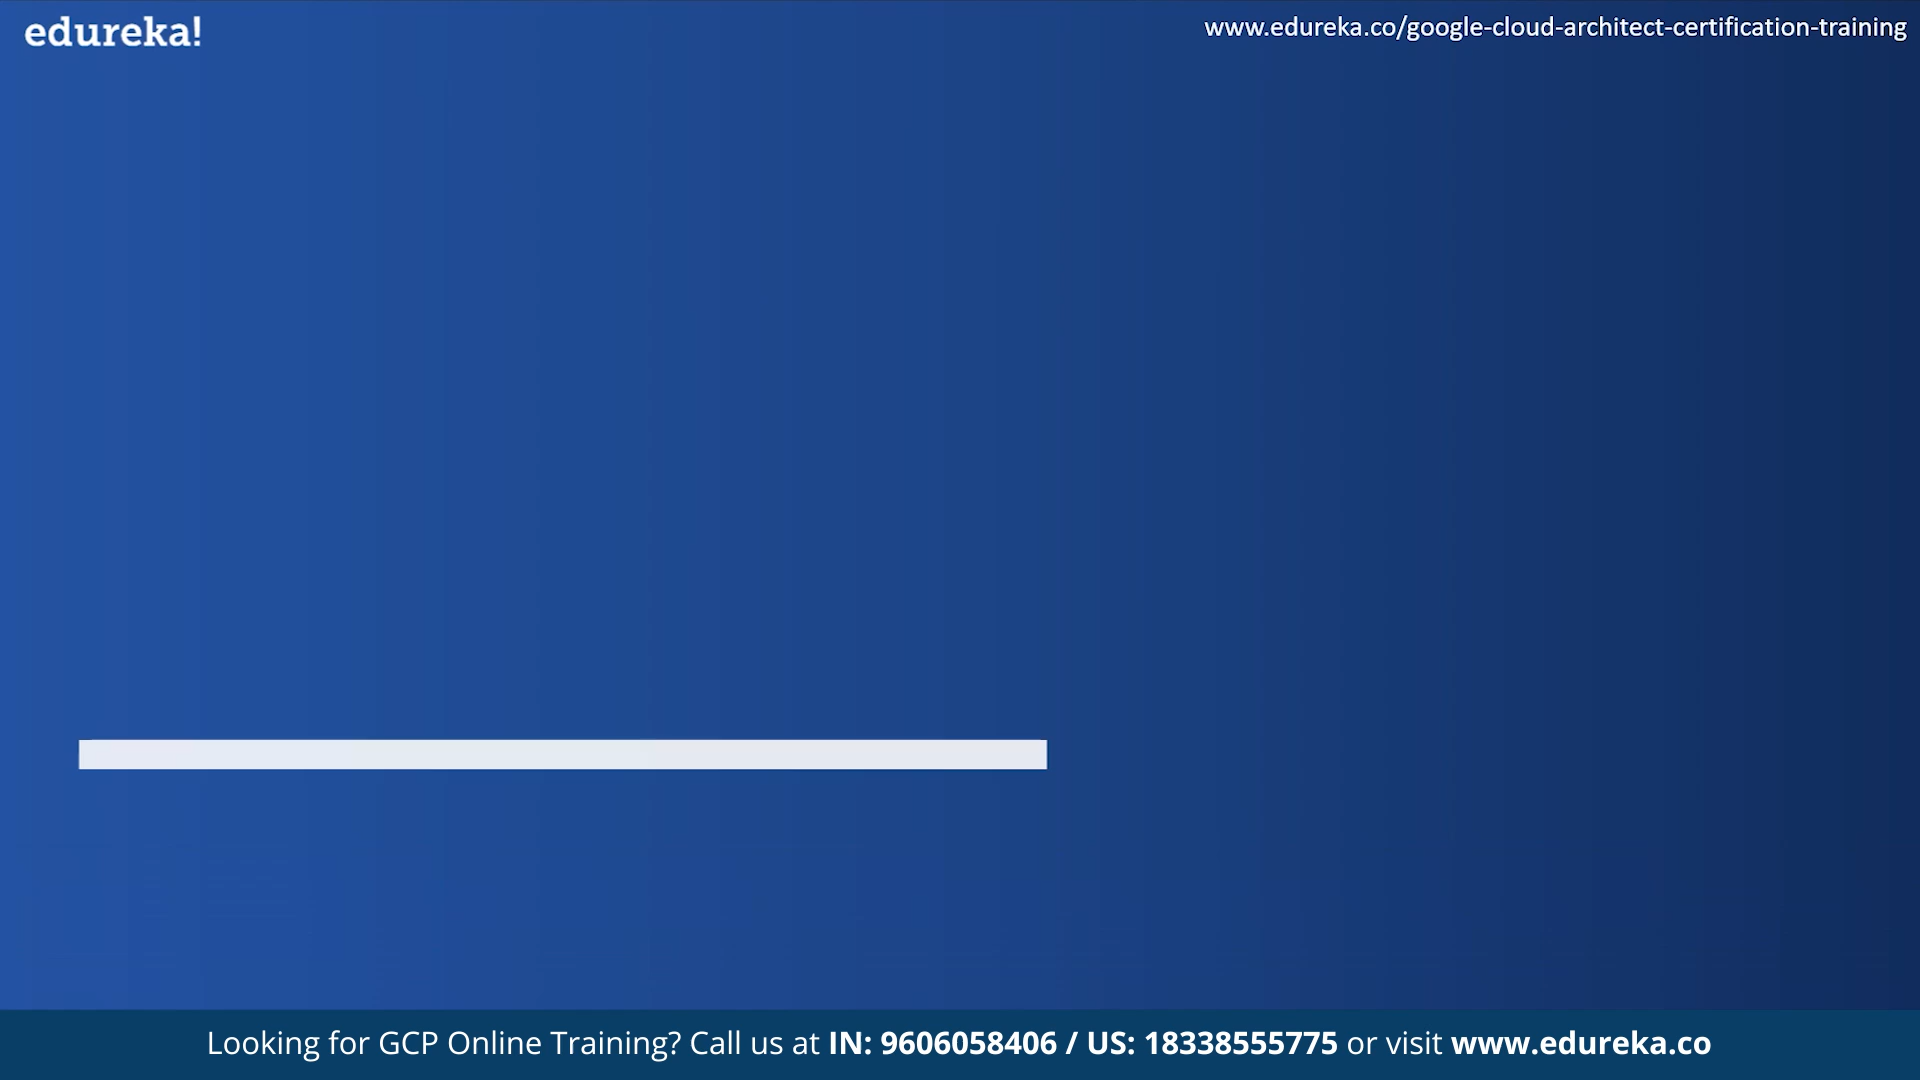 edureka!
www.edureka.co/google-cloud-architect-certification-training
Looking for GCP Online Training? Call us at IN: 9606058406 / US: 18338555775 or visit www.edureka.co